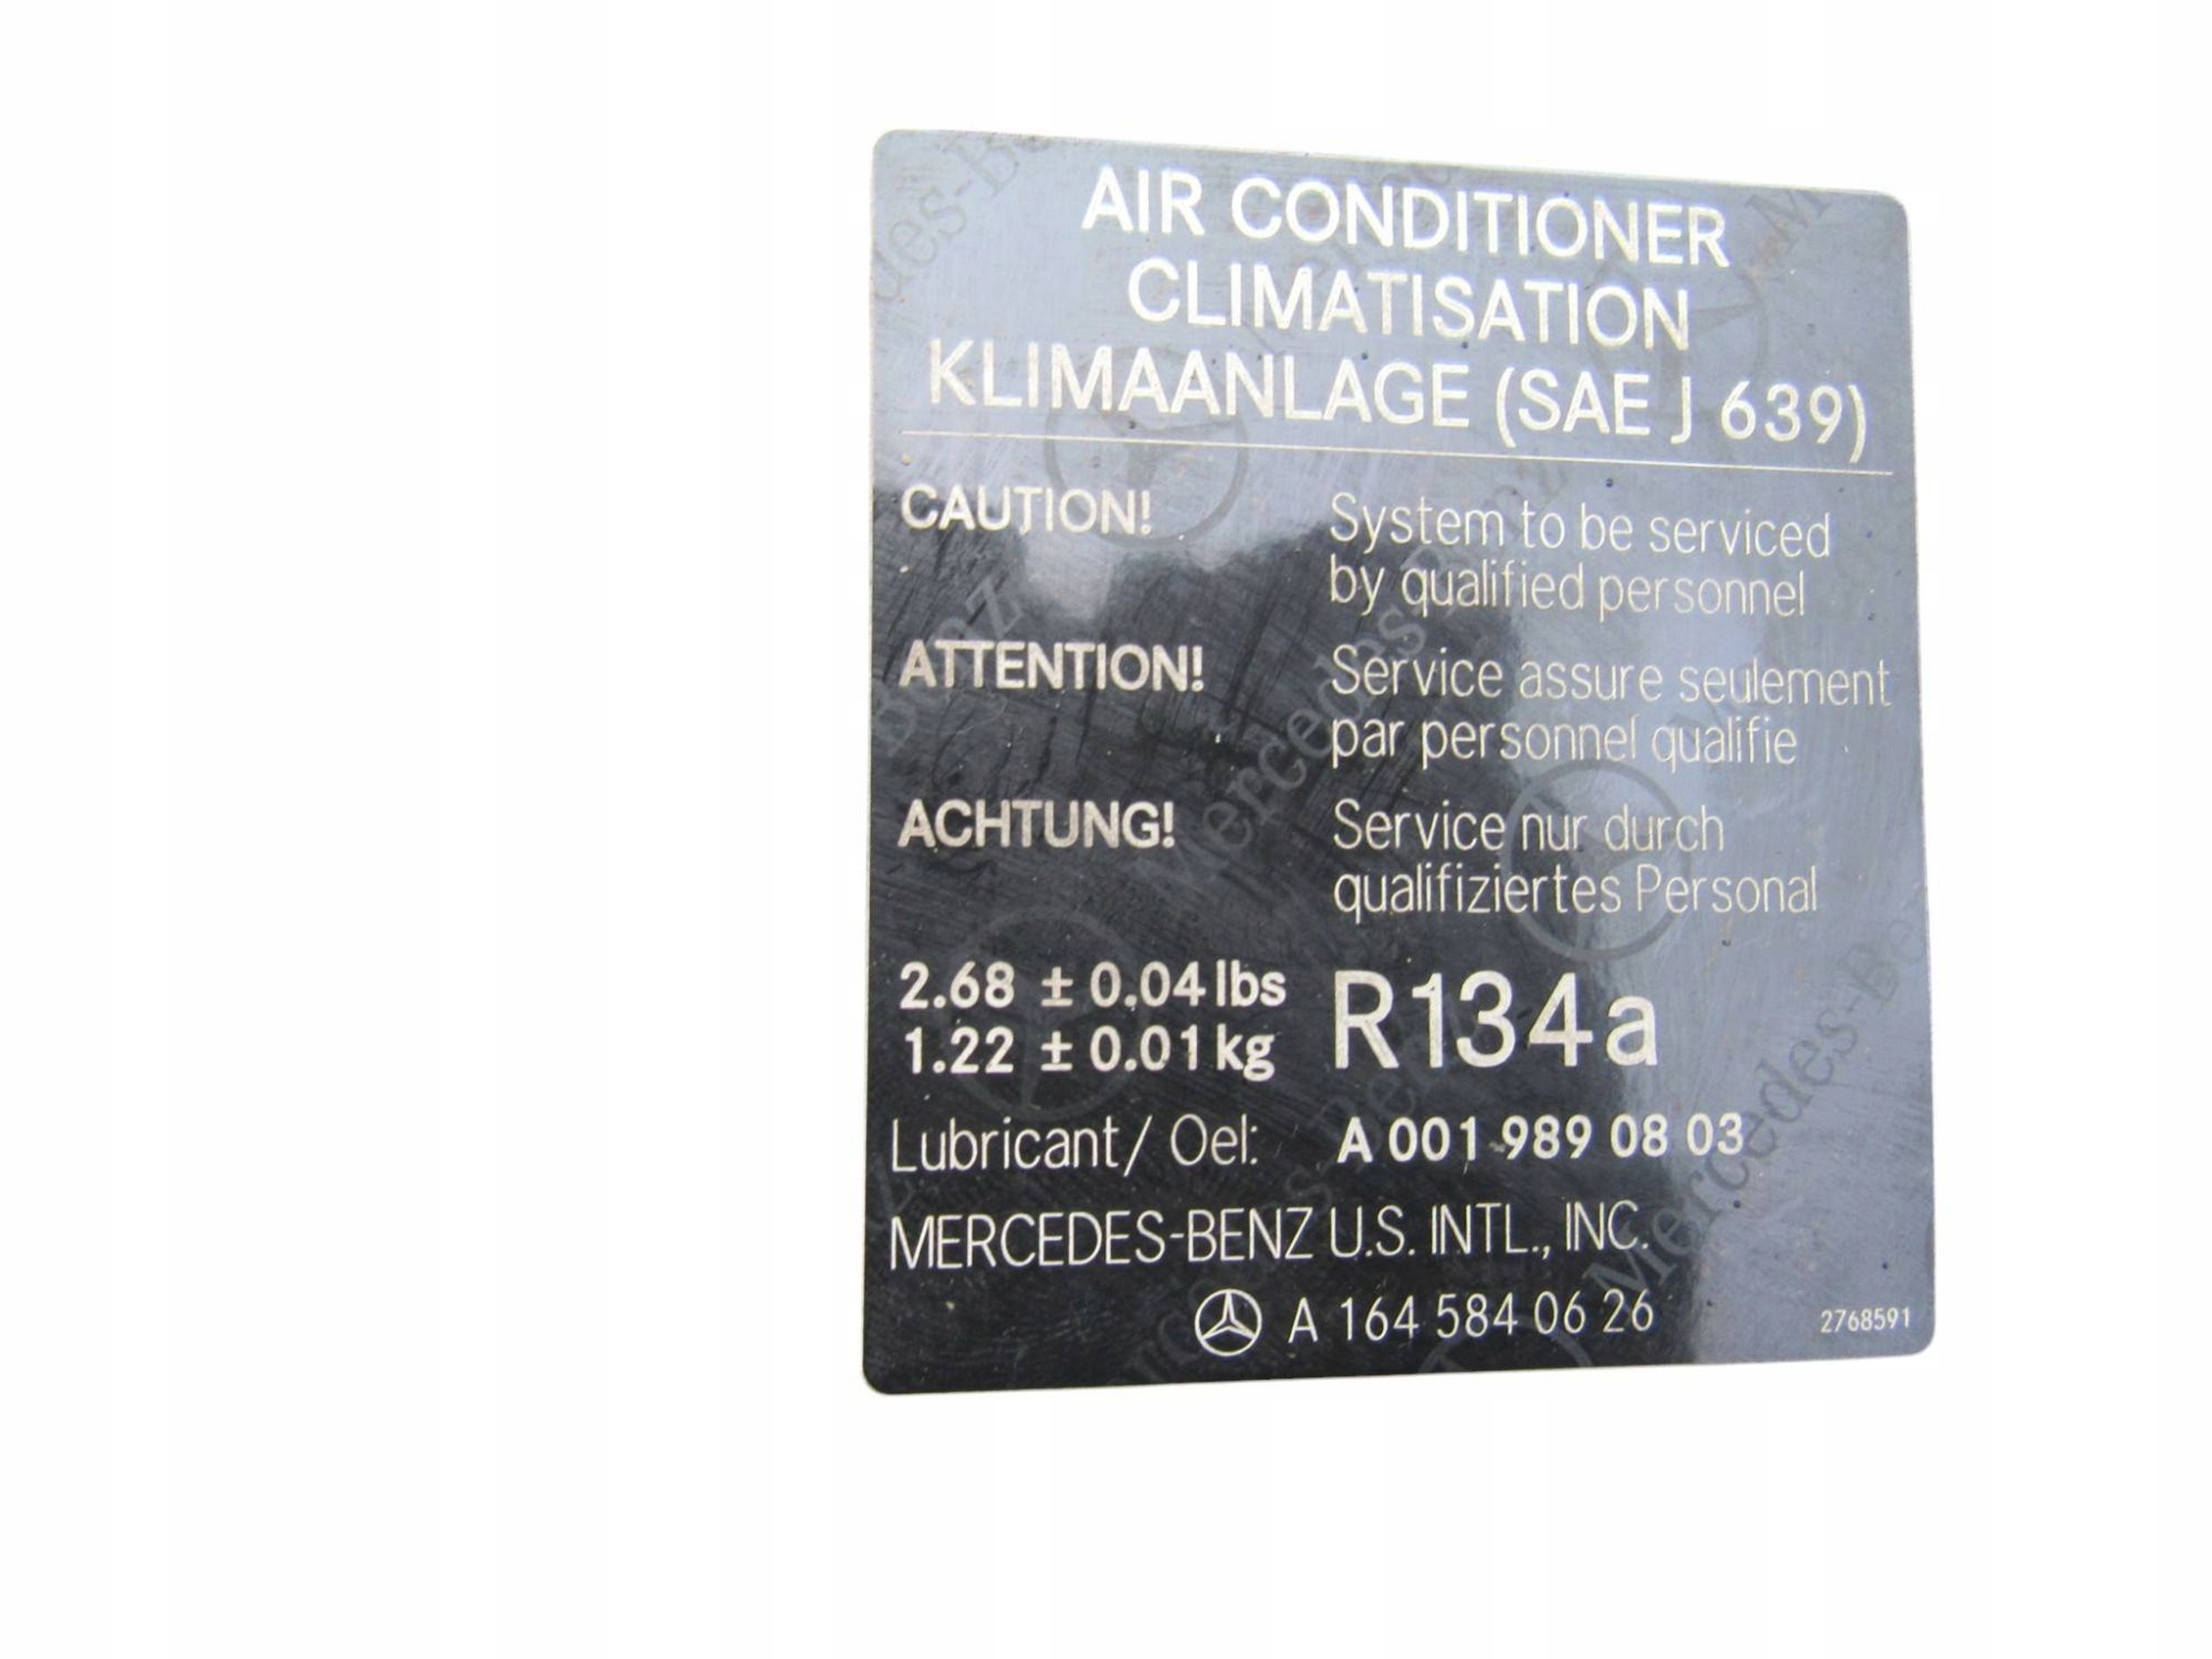 AIR CONDITIONER
CLIMATISATION
KLIMAANLAGE (SAE J 639)
CAUTION! System to be serviced
by qualified personnel
ATTENTION! Service assure seulement
par personnel qualifie
ACHTUNG! Service nur durch
qualifiziertes Personal
2.68 ± 0.04 lbs R134a
1.22 ± 0.01 kg
Lubricant/ Oel: A 001 989 08 03
MERCEDES-BENZ U.S. INTL., INC.
A 164 584 06 26 2768591
Mercedes-Benz